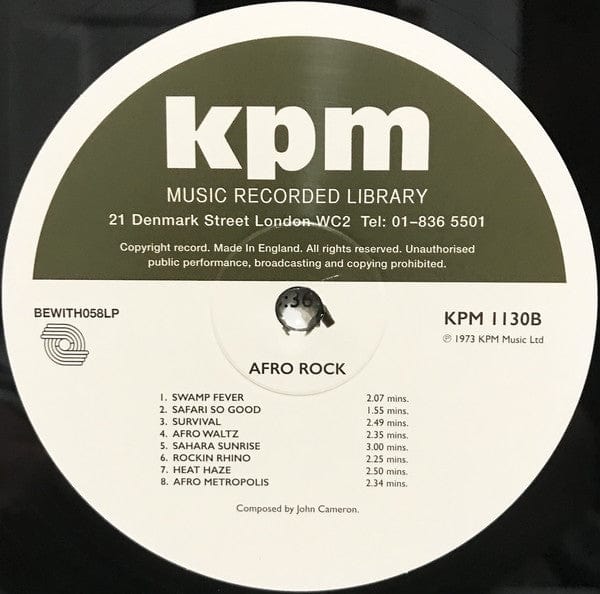 kpm
MUSIC RECORDED LIBRARY
21 Denmark Street London WC2 Tel: 01-836 5501
Copyright record. Made In England. All rights reserved. Unauthorised
public performance, broadcasting and copying prohibited.
BEWITH058LP
KPM 1130B
℗ 1973 KPM Music Ltd
AFRO ROCK
1. SWAMP FEVER 2.07 mins.
2. SAFARI SO GOOD 1.55 mins.
3. SURVIVAL 2.49 mins.
4. AFRO WALTZ 2.35 mins.
5. SAHARA SUNRISE 3.00 mins.
6. ROCKIN RHINO 2.25 mins.
7. HEAT HAZE 2.50 mins.
8. AFRO METROPOLIS 2.34 mins.
Composed by John Cameron.